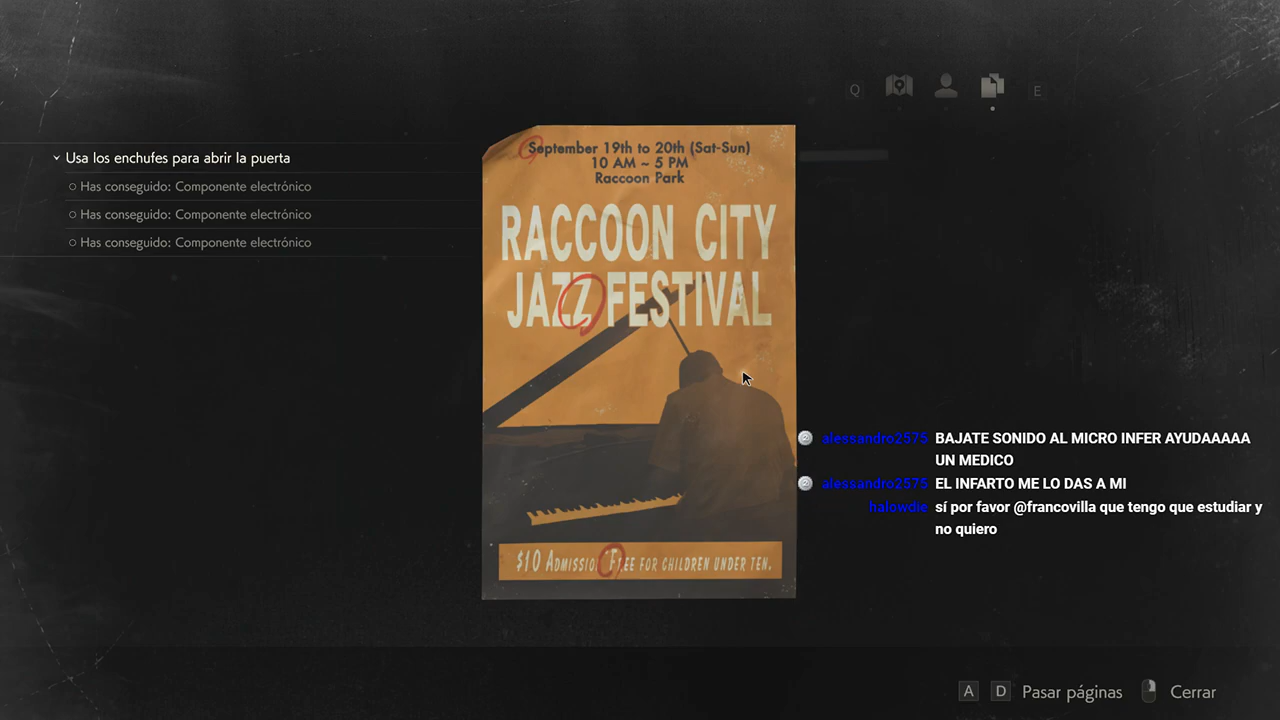 Q
E
Usa los enchufes para abrir la puerta
Has conseguido: Componente electrónico
Has conseguido: Componente electrónico
Has conseguido: Componente electrónico
September 19th to 20th (Sat-Sun)
10 AM ~ 5 PM
Raccoon Park
RACCOON CITY
JAZZ FESTIVAL
$10 Admission Free for children under ten.
alessandro2575 BAJATE SONIDO AL MICRO INFER AYUDAAAAA
UN MEDICO
alessandro2575 EL INFARTO ME LO DAS A MI
halowdie sí por favor @francovilla que tengo que estudiar y
no quiero
A D Pasar páginas Cerrar